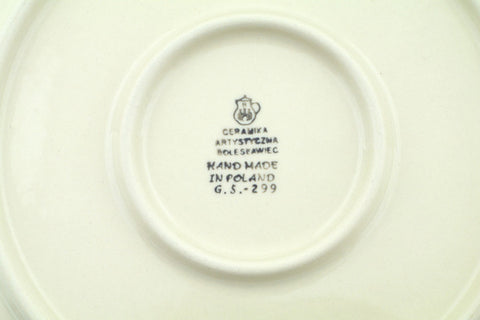 CERAMIKA
ARTYSTYCZNA
BOLESŁAWIEC
HAND MADE
IN POLAND
G.S.-299